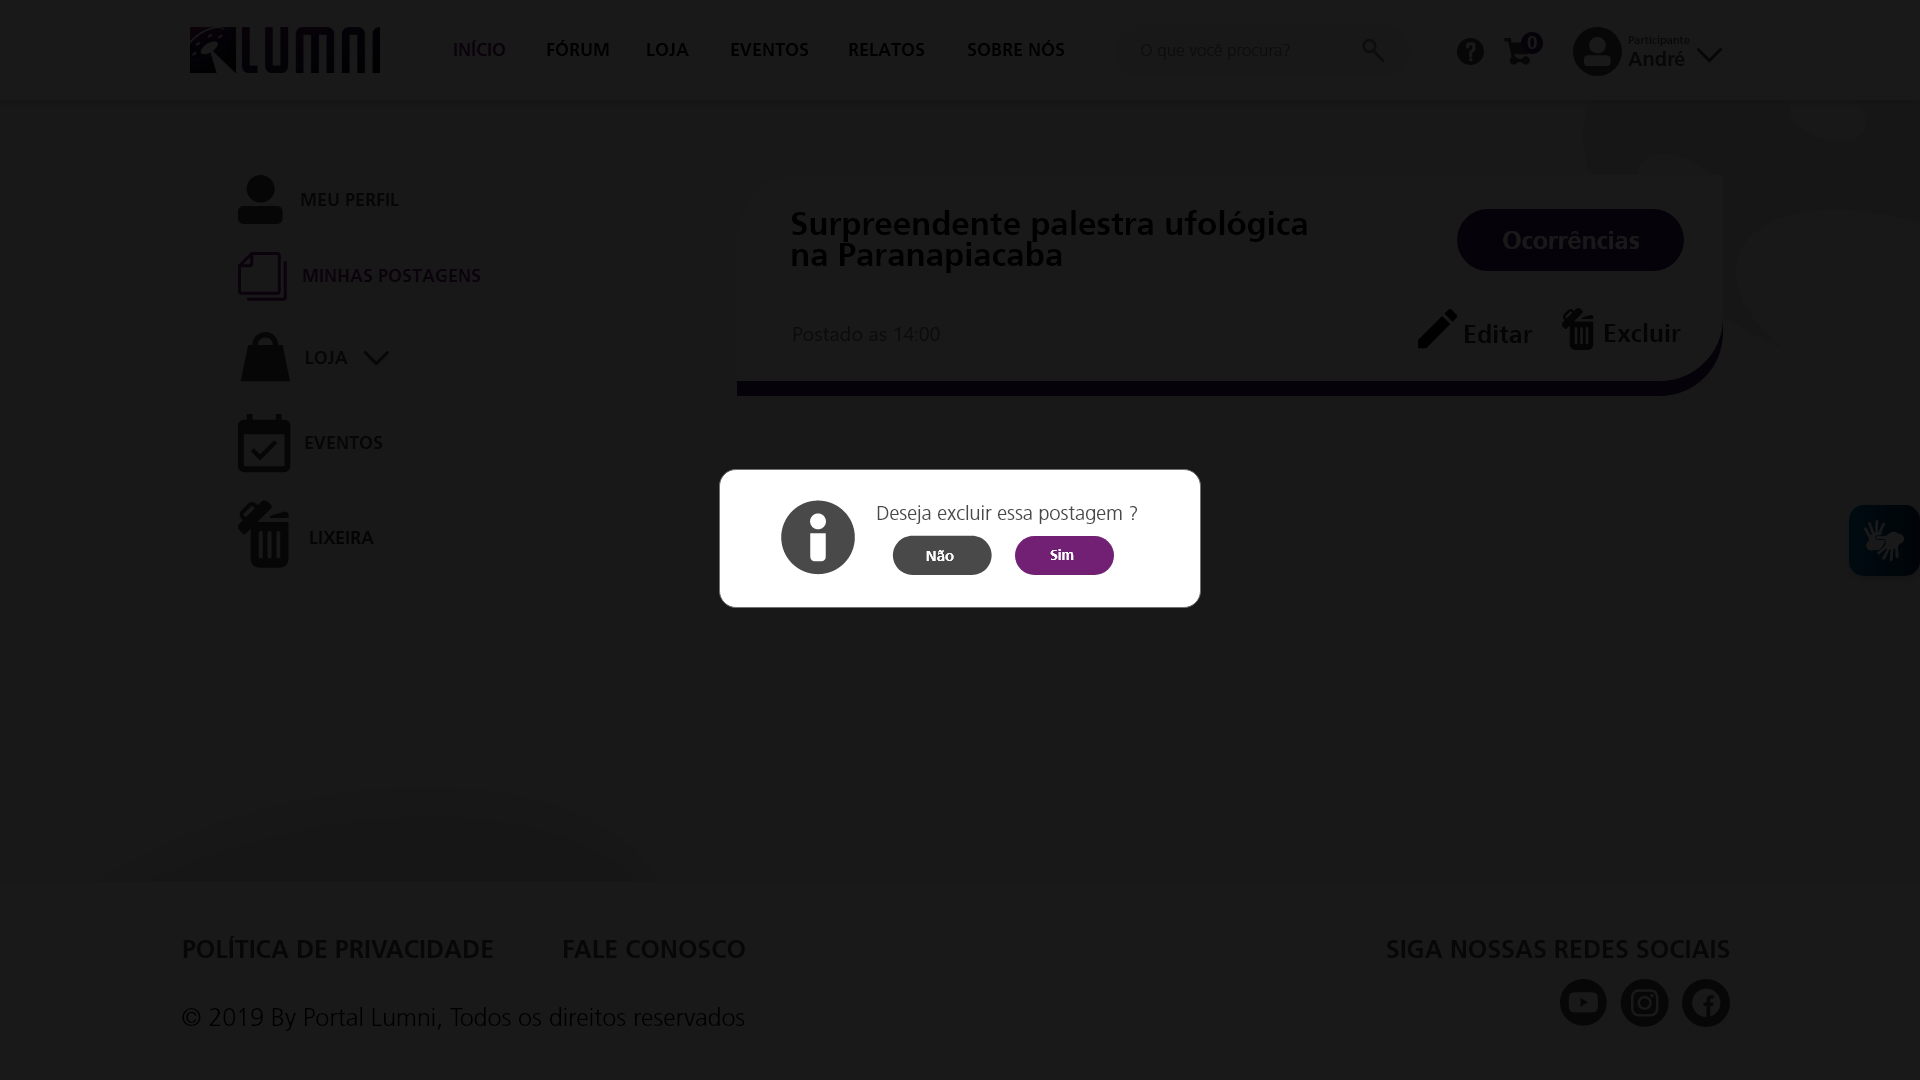 LUMNI
INÍCIO FÓRUM LOJA EVENTOS RELATOS SOBRE NÓS O que você procura? 0 Participante
André
MEU PERFIL
MINHAS POSTAGENS
LOJA
EVENTOS
LIXEIRA
Surpreendente palestra ufológica
na Paranapiacaba
Ocorrências
Postado as 14:00 Editar Excluir
Deseja excluir essa postagem ?
Não Sim
POLÍTICA DE PRIVACIDADE FALE CONOSCO SIGA NOSSAS REDES SOCIAIS
© 2019 By Portal Lumni, Todos os direitos reservados